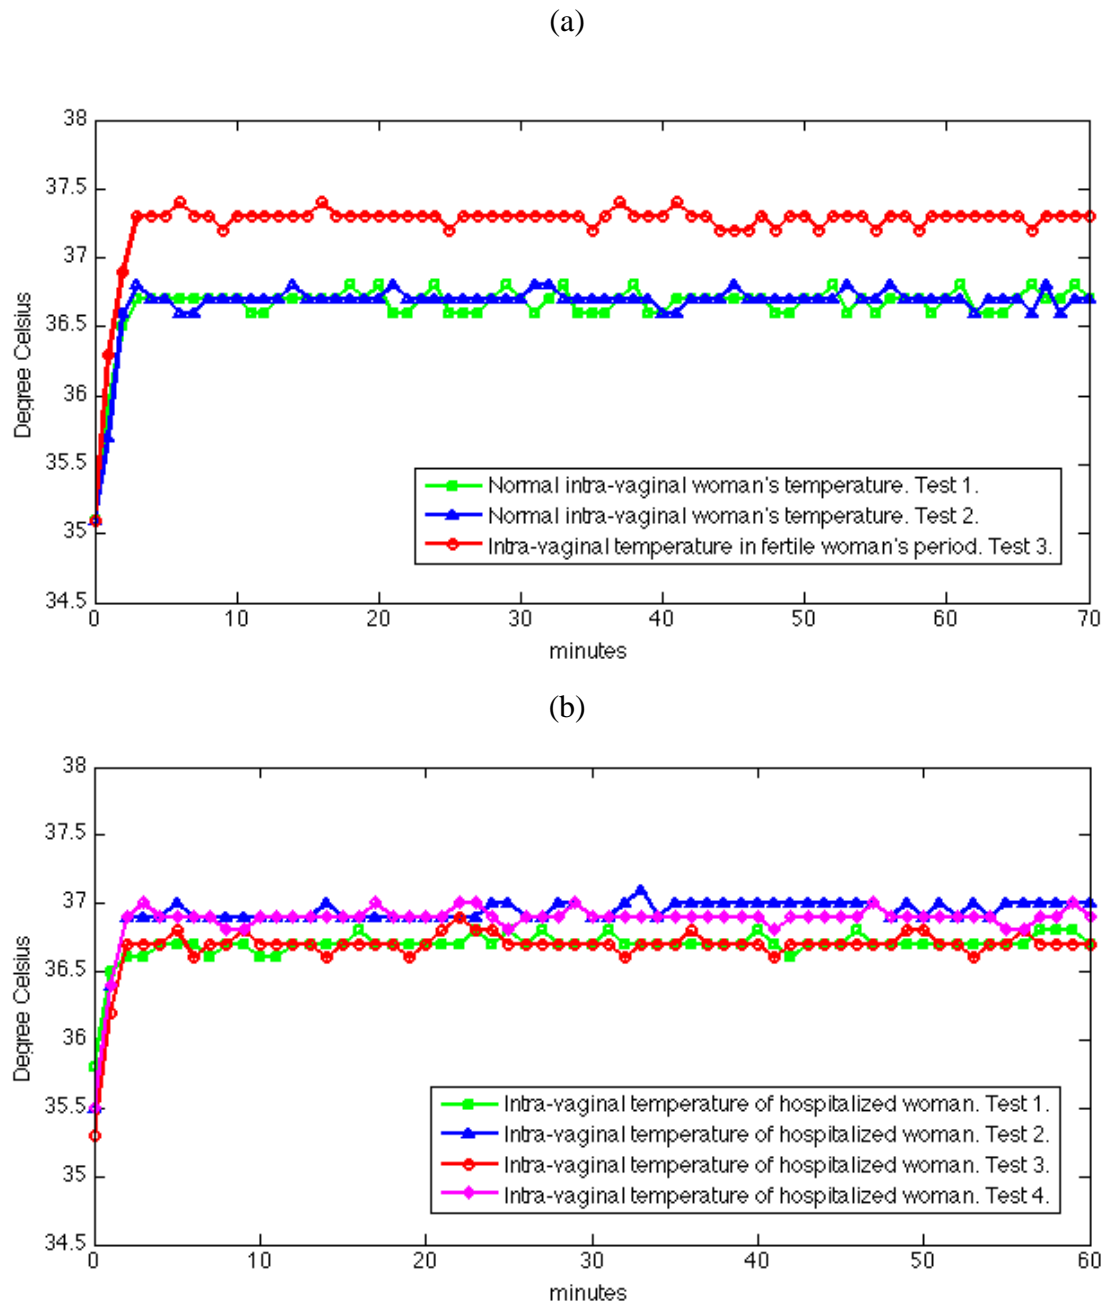 (a)
38
37.5
37
36.5
36
35.5
35
34.5
Degree Celsius
Normal intra-vaginal woman's temperature. Test 1.
Normal intra-vaginal woman's temperature. Test 2.
Intra-vaginal temperature in fertile woman's period. Test 3.
0 10 20 30 40 50 60 70
minutes
(b)
38
37.5
37
36.5
36
35.5
35
34.5
Degree Celsius
Intra-vaginal temperature of hospitalized woman. Test 1.
Intra-vaginal temperature of hospitalized woman. Test 2.
Intra-vaginal temperature of hospitalized woman. Test 3.
Intra-vaginal temperature of hospitalized woman. Test 4.
0 10 20 30 40 50 60
minutes